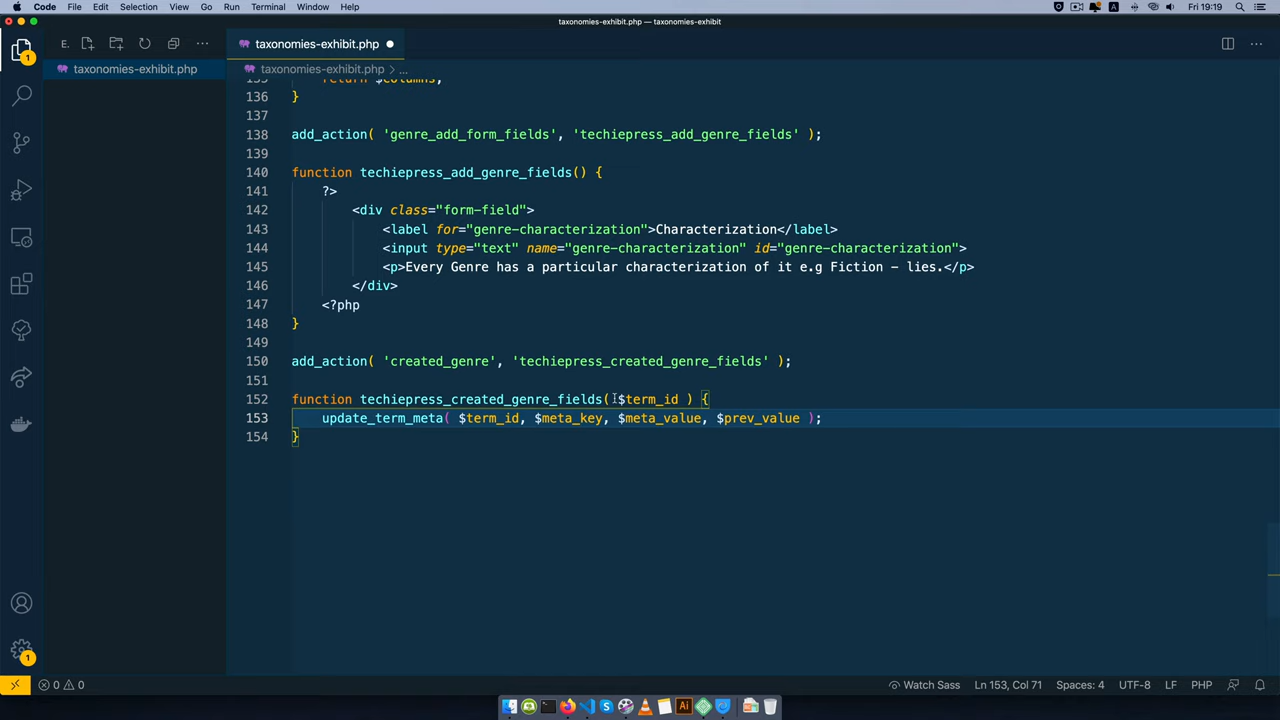 Code File Edit Selection View Go Run Terminal Window Help Fri 19:19
taxonomies-exhibit.php — taxonomies-exhibit
E. taxonomies-exhibit.php
taxonomies-exhibit.php taxonomies-exhibit.php > ...
136 }
137
138 add_action( 'genre_add_form_fields', 'techiepress_add_genre_fields' );
139
140 function techiepress_add_genre_fields() {
141 ?>
142 <div class="form-field">
143 <label for="genre-characterization">Characterization</label>
144 <input type="text" name="genre-characterization" id="genre-characterization">
145 <p>Every Genre has a particular characterization of it e.g Fiction - lies.</p>
146 </div>
147 <?php
148 }
149
150 add_action( 'created_genre', 'techiepress_created_genre_fields' );
151
152 function techiepress_created_genre_fields( $term_id ) {
153 update_term_meta( $term_id, $meta_key, $meta_value, $prev_value );
154 }
0 0 Watch Sass Ln 153, Col 71 Spaces: 4 UTF-8 LF PHP